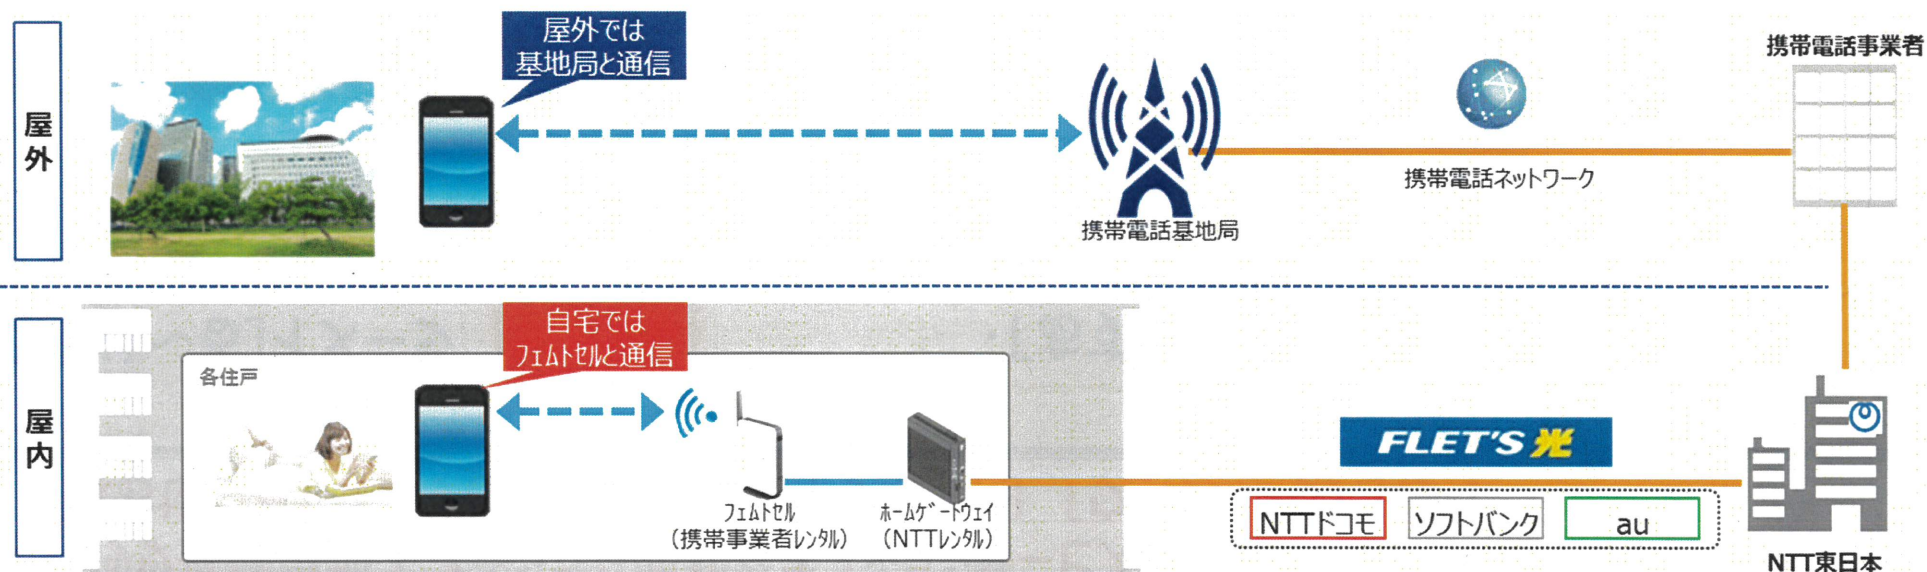 屋外では
基地局と通信
携帯電話事業者
屋外
携帯電話ネットワーク
携帯電話基地局
自宅では
フェムトセルと通信
各住戸
屋内
FLET'S光
フェムトセル
(携帯事業者レンタル)
ホームゲートウェイ
(NTTレンタル)
NTTドコモ
ソフトバンク
au
NTT東日本